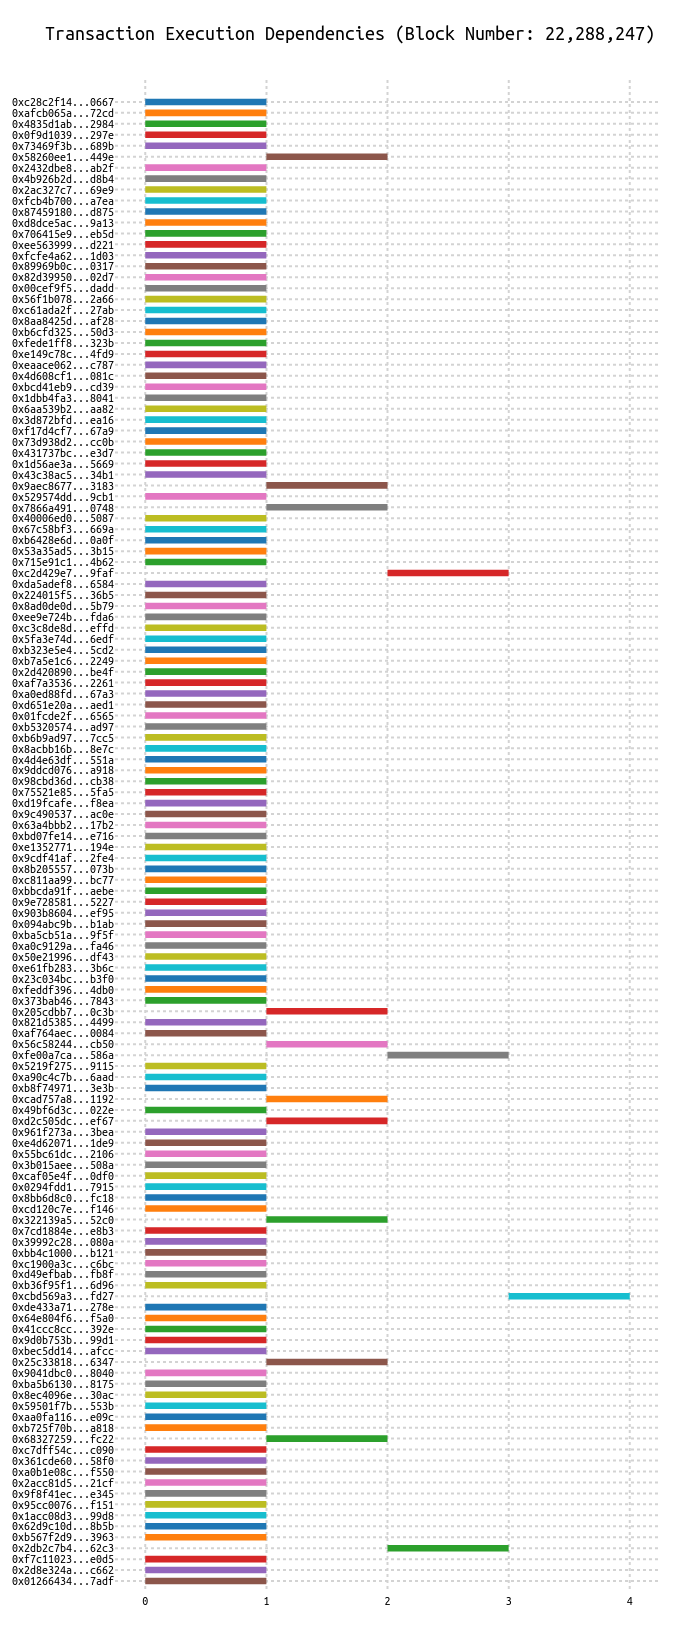 Transaction Execution Dependencies (Block Number: 22,288,247)
0xc28c2f14...0667
0xafcb065a...72cd
0x4835d1ab...2984
0x0f9d1039...297e
0x73469f3b...689b
0x58260ee1...449e
0x2432dbe8...ab2f
0x4b926b2d...d8b4
0x2ac327c7...69e9
0xfcb4b700...a7ea
0x87459180...d875
0xd8dce5ac...9a13
0x706415e9...eb5d
0xee563999...d221
0xfcfe4a62...1d03
0x89969b0c...0317
0x82d39950...02d7
0x00cef9f5...dadd
0x56f1b078...2a66
0xc61ada2f...27ab
0x8aa8425d...af28
0xb6cfd325...50d3
0xfede1ff8...323b
0xe149c78c...4fd9
0xeaace062...c787
0x4d608cf1...081c
0xbcd41eb9...cd39
0x1dbb4fa3...8041
0x6aa539b2...aa82
0x3d872bfd...ea16
0xf17d4cf7...67a9
0x73d938d2...cc0b
0x431737bc...e3d7
0x1d56ae3a...5669
0x43c38ac5...34b1
0x9aec8677...3183
0x529574dd...9cb1
0x7866a491...0748
0x40006ed0...5087
0x67c58bf3...669a
0xb6428e6d...0a0f
0x53a35ad5...3b15
0x715e91c1...4b62
0xc2d429e7...9faf
0xda5adef8...6584
0x224015f5...36b5
0x8ad0de0d...5b79
0xee9e724b...fda6
0xc3c8de8d...effd
0x5fa3e74d...6edf
0xb323e5e4...5cd2
0xb7a5e1c6...2249
0x2d420890...be4f
0xaf7a3536...2261
0xa0ed88fd...67a3
0xd651e20a...aed1
0x01fcde2f...6565
0xb5320574...ad97
0xb6b9ad97...7cc5
0x8acbb16b...8e7c
0x4d4e63df...551a
0x9ddcd076...a918
0x98cbd36d...cb38
0x75521e85...5fa5
0xd19fcafe...f8ea
0x9c490537...ac0e
0x63a4bbb2...17b2
0xbd07fe14...e716
0xe1352771...194e
0x9cdf41af...2fe4
0x8b205557...073b
0xc811aa99...bc77
0xbbcda91f...aebe
0x9e728581...5227
0x903b8604...ef95
0x094abc9b...b1ab
0xba5cb51a...9f5f
0xa0c9129a...fa46
0x50e21996...df43
0xe61fb283...3b6c
0x23c034bc...b3f0
0xfeddf396...4db0
0x373bab46...7843
0x205cdbb7...0c3b
0x821d5385...4499
0xaf764aec...0084
0x56c58244...cb50
0xfe00a7ca...586a
0x5219f275...9115
0xa90c4c7b...6aad
0xb8f74971...3e3b
0xcad757a8...1192
0x49bf6d3c...022e
0xd2c505dc...ef67
0x961f273a...3bea
0xe4d62071...1de9
0x55bc61dc...2106
0x3b015aee...508a
0xcaf05e4f...0df0
0x0294fdd1...7915
0x8bb6d8c0...fc18
0xcd120c7e...f146
0x322139a5...52c0
0x7cd1884e...e8b3
0x39992c28...080a
0xbb4c1000...b121
0xc1900a3c...c6bc
0xd49efbab...fb8f
0xb36f95f1...6d96
0xcbd569a3...fd27
0xde433a71...278e
0x64e804f6...f5a0
0x41ccc8cc...392e
0x9d0b753b...99d1
0xbec5dd14...afcc
0x25c33818...6347
0x9041dbc0...8040
0xba5b6130...8175
0x8ec4096e...30ac
0x59501f7b...553b
0xaa0fa116...e09c
0xb725f70b...a818
0x68327259...fc22
0xc7dff54c...c090
0x361cde60...58f0
0xa0b1e08c...f550
0x2acc81d5...21cf
0x9f8f41ec...e345
0x95cc0076...f151
0x1acc08d3...99d8
0x62d9c10d...8b5b
0xb567f2d9...3963
0x2db2c7b4...62c3
0xf7c11023...e0d5
0x2d8e324a...c662
0x01266434...7adf
0 1 2 3 4